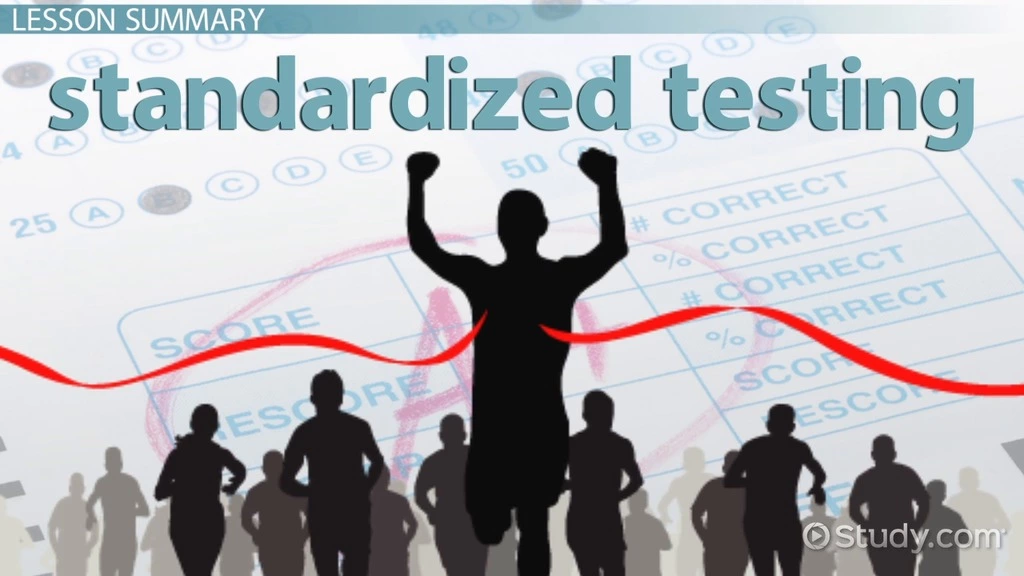 LESSON SUMMARY
standardized testing
A B C D E
48
4 A B
50 A B C D E
25 A B C D E
# CORRECT
% CORRECT
# CORRECT
% CORRECT
SCORE
RESCORE
SCORE
RESCORE
A+
Study.com